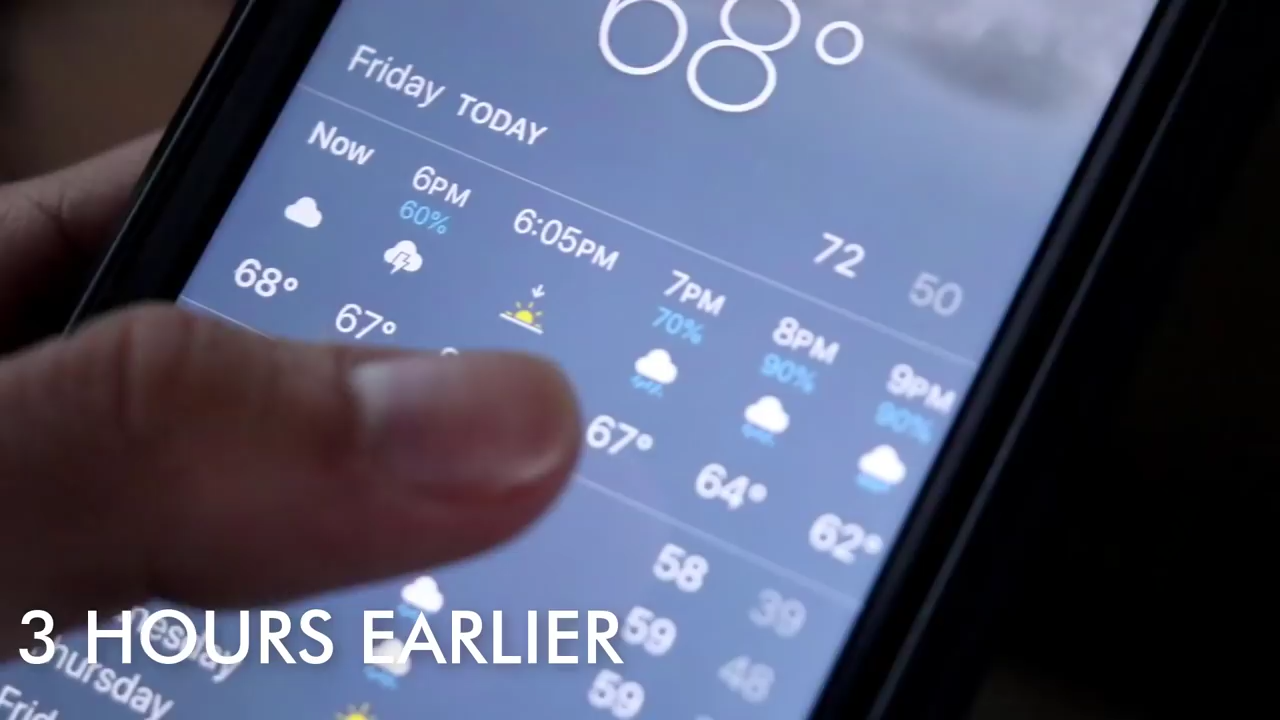 68°
Friday TODAY 72 50
Now 6PM 6:05PM 7PM 8PM 9PM
60% 70% 90% 90%
68° 67° 67° 64° 62°
58 39
59 48
Thursday 59
3 HOURS EARLIER